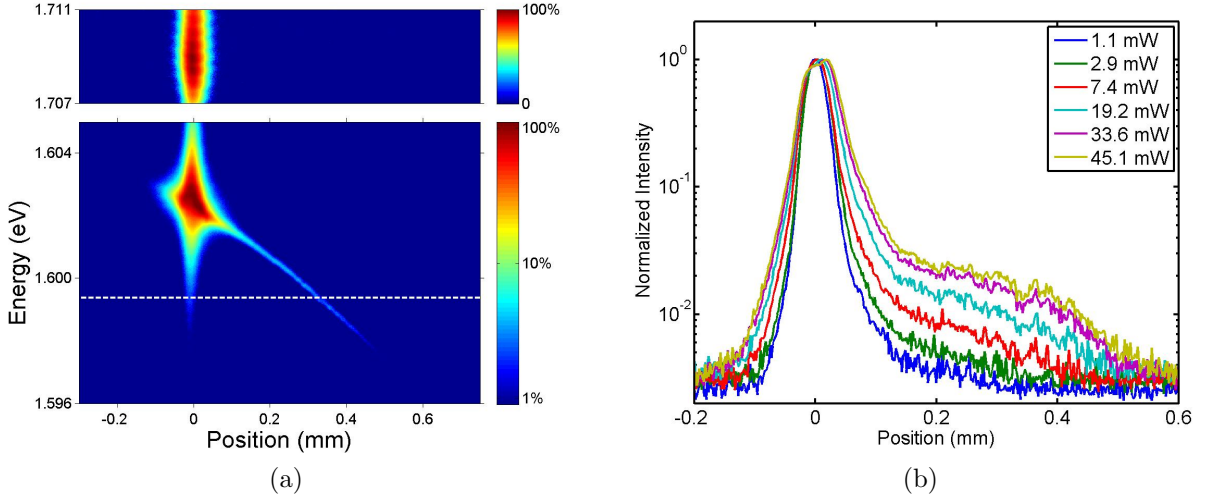 1.711
1.707
1.604
1.600
1.596
Energy (eV)
-0.2
0
0.2
0.4
0.6
Position (mm)
100%
0
100%
10%
1%
(a)
10^0
10^-1
10^-2
Normalized Intensity
-0.2
0
0.2
0.4
0.6
Position (mm)
1.1 mW
2.9 mW
7.4 mW
19.2 mW
33.6 mW
45.1 mW
(b)